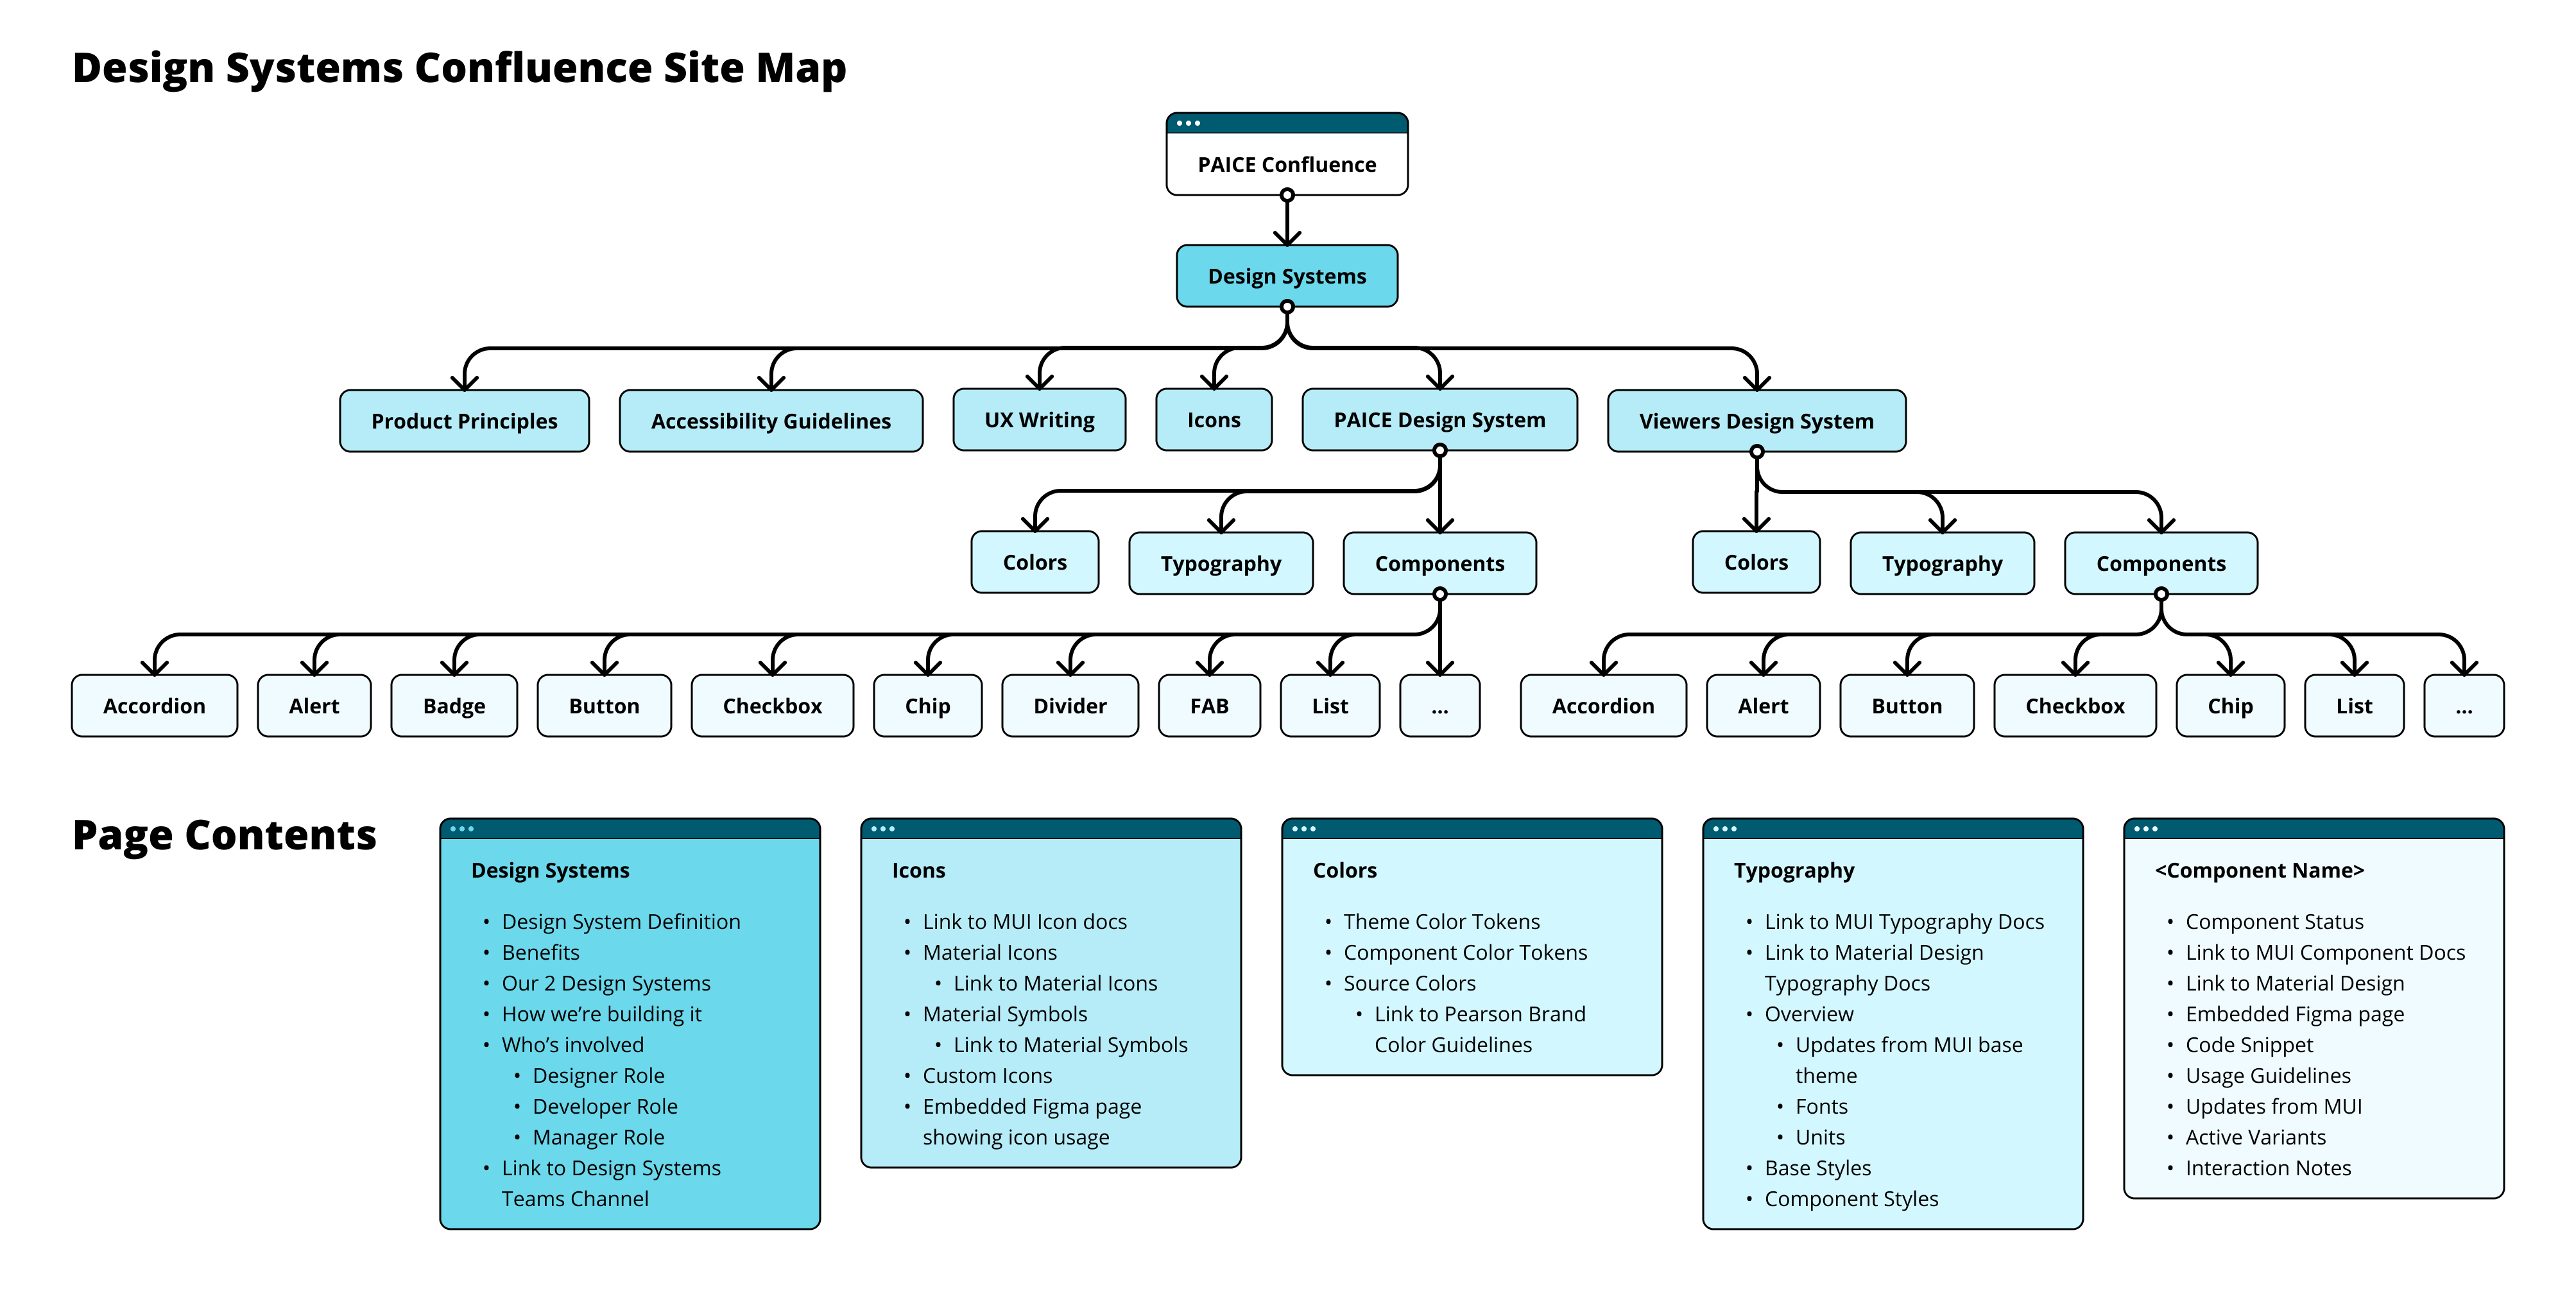 Design Systems Confluence Site Map
PAICE Confluence
Design Systems
Product Principles
Accessibility Guidelines
UX Writing
Icons
PAICE Design System
Viewers Design System
Colors
Typography
Components
Colors
Typography
Components
Accordion
Alert
Badge
Button
Checkbox
Chip
Divider
FAB
List
...
Accordion
Alert
Button
Checkbox
Chip
List
...
Page Contents
Design Systems
• Design System Definition
• Benefits
• Our 2 Design Systems
• How we’re building it
• Who’s involved
• Designer Role
• Developer Role
• Manager Role
• Link to Design Systems
Teams Channel
Icons
• Link to MUI Icon docs
• Material Icons
• Link to Material Icons
• Material Symbols
• Link to Material Symbols
• Custom Icons
• Embedded Figma page
showing icon usage
Colors
• Theme Color Tokens
• Component Color Tokens
• Source Colors
• Link to Pearson Brand
Color Guidelines
Typography
• Link to MUI Typography Docs
• Link to Material Design
Typography Docs
• Overview
• Updates from MUI base
theme
• Fonts
• Units
• Base Styles
• Component Styles
<Component Name>
• Component Status
• Link to MUI Component Docs
• Link to Material Design
• Embedded Figma page
• Code Snippet
• Usage Guidelines
• Updates from MUI
• Active Variants
• Interaction Notes